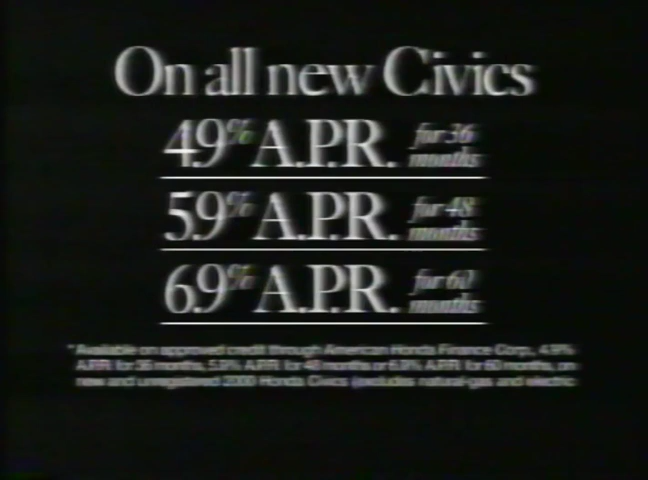 On all new Civics
4.9% A.P.R. for 36 months
5.9% A.P.R. for 48 months
6.9% A.P.R. for 60 months
*Available on approved credit through American Honda Finance Corp., 4.9%
A.P.R. for 36 months, 5.9% A.P.R. for 48 months or 6.9% A.P.R. for 60 months, on
new and unregistered 2000 Honda Civics (excludes natural-gas and electric